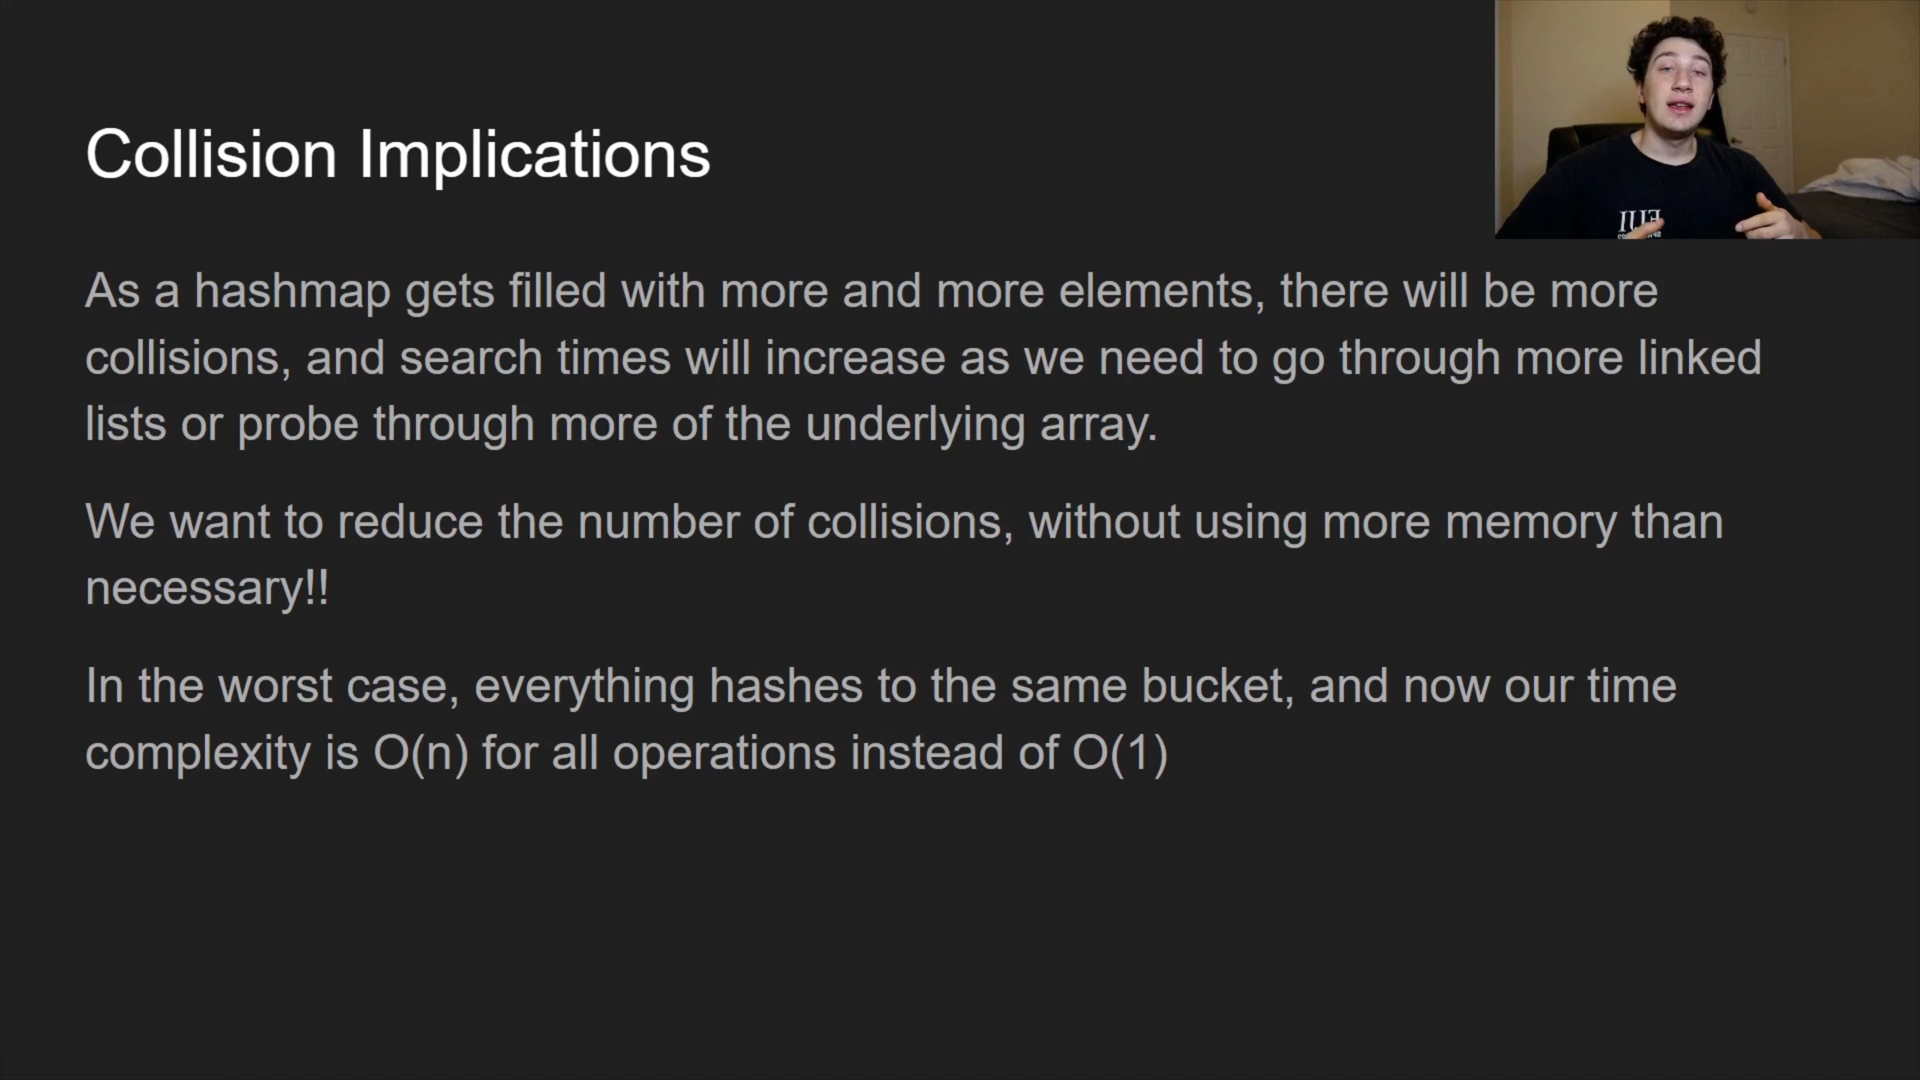 Collision Implications
As a hashmap gets filled with more and more elements, there will be more
collisions, and search times will increase as we need to go through more linked
lists or probe through more of the underlying array.
We want to reduce the number of collisions, without using more memory than
necessary!!
In the worst case, everything hashes to the same bucket, and now our time
complexity is O(n) for all operations instead of O(1)